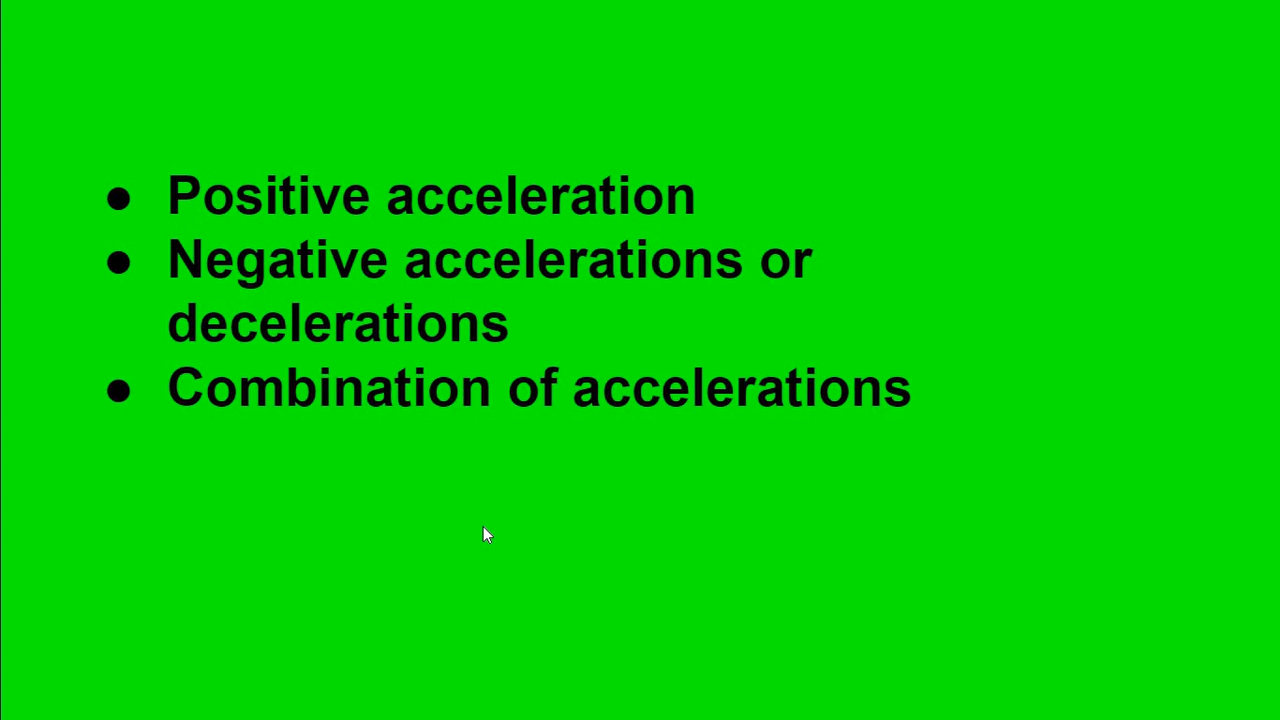 ● Positive acceleration
● Negative accelerations or
decelerations
● Combination of accelerations